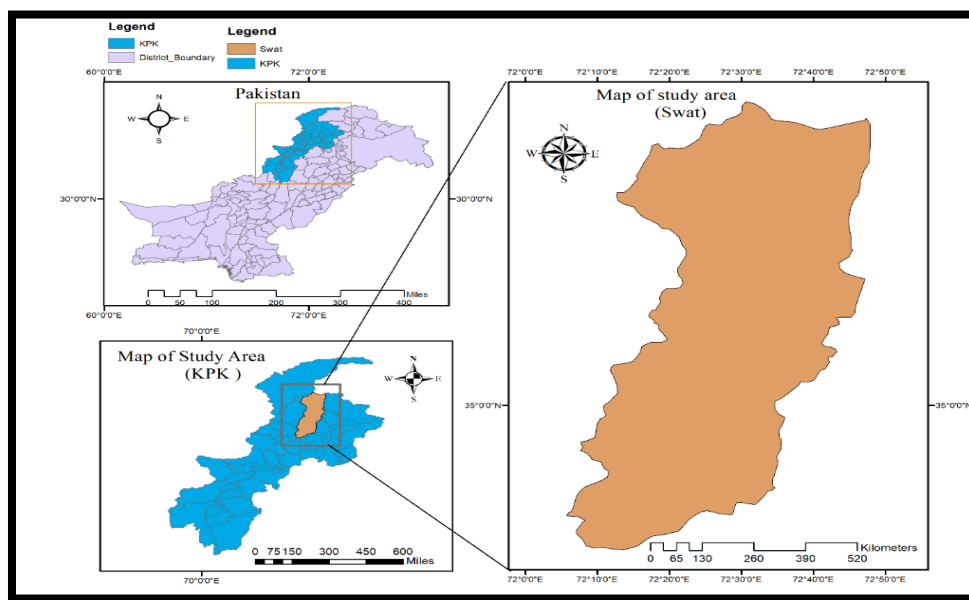 Legend
KPK
District_Boundary
Legend
Swat
KPK
60°0'0"E 72°0'0"E
Pakistan
N
W E
S
30°0'0"N 30°0'0"N
Miles
0 50 100 200 300 400
60°0'0"E 72°0'0"E
70°0'0"E
Map of Study Area
(KPK )
N
W E
S
0 75 150 300 450 600
Miles
70°0'0"E
72°0'0"E 72°10'0"E 72°20'0"E 72°30'0"E 72°40'0"E 72°50'0"E
Map of study area
(Swat)
N
W E
S
35°0'0"N 35°0'0"N
Kilometers
0 65 130 260 390 520
72°0'0"E 72°10'0"E 72°20'0"E 72°30'0"E 72°40'0"E 72°50'0"E